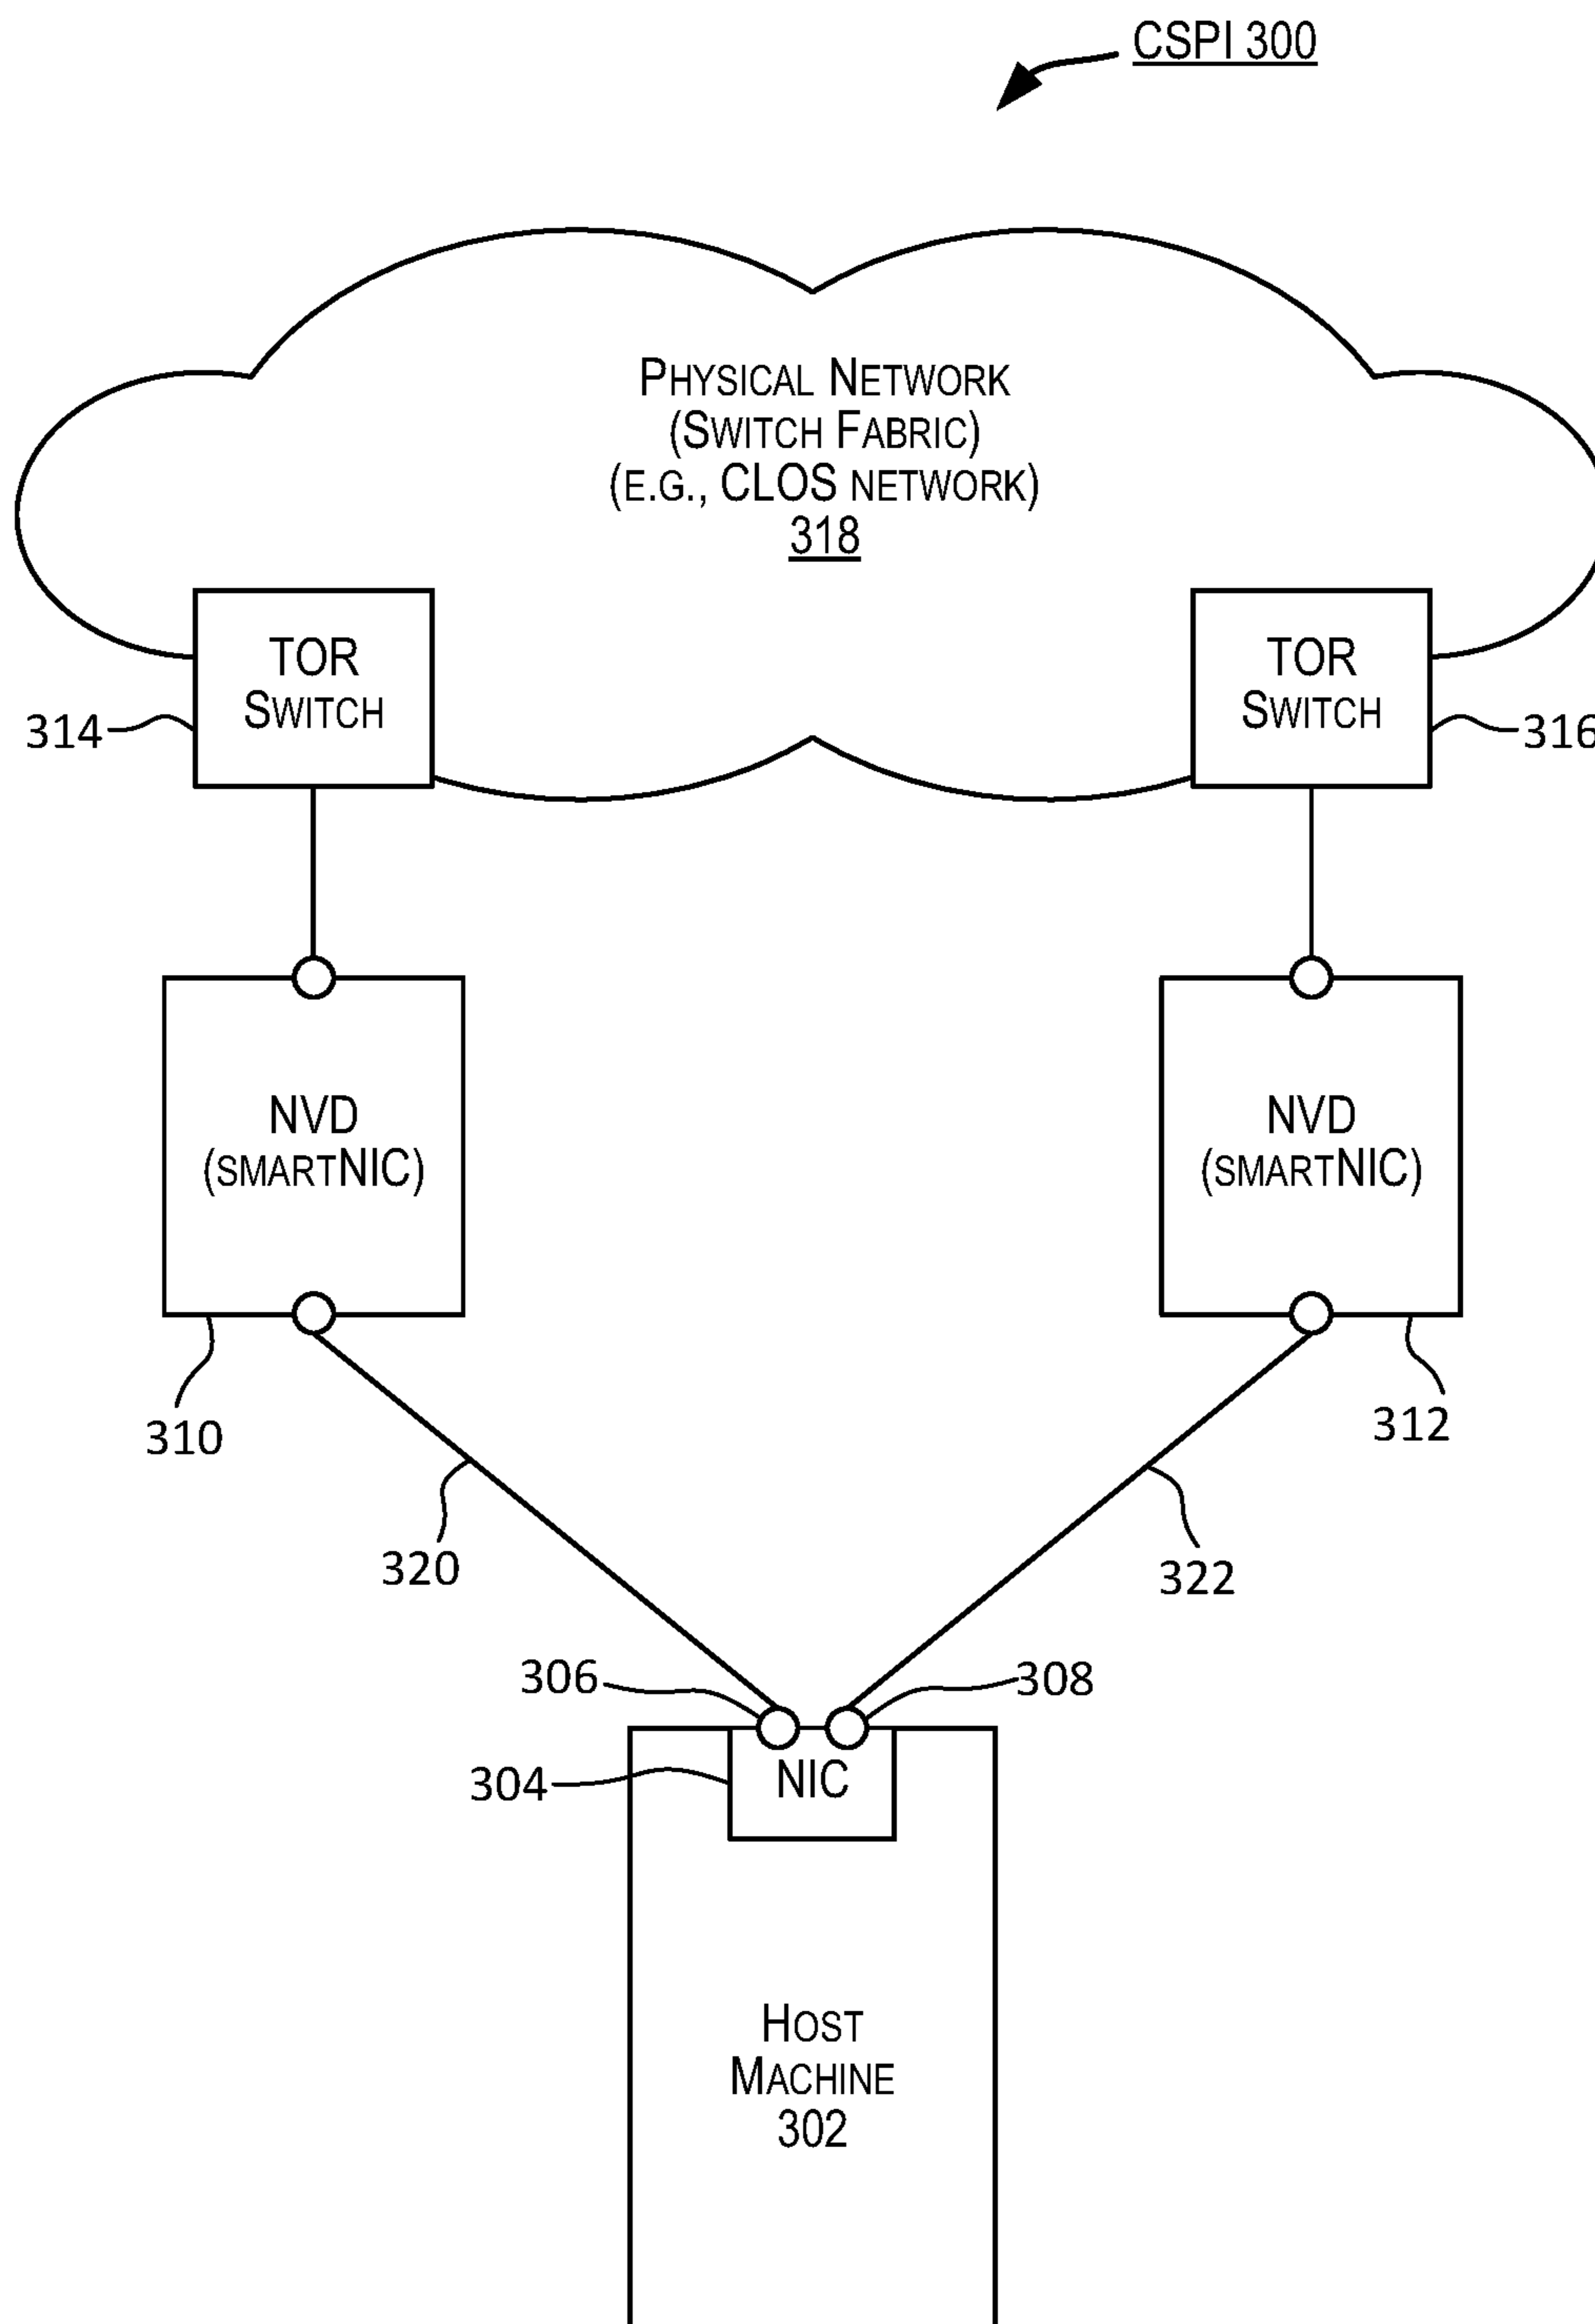 CSPI 300
PHYSICAL NETWORK
(SWITCH FABRIC)
(E.G., CLOS NETWORK)
318
TOR
SWITCH
TOR
SWITCH
314
316
NVD
(SMARTNIC)
NVD
(SMARTNIC)
310
312
320
322
306
308
304
NIC
HOST
MACHINE
302